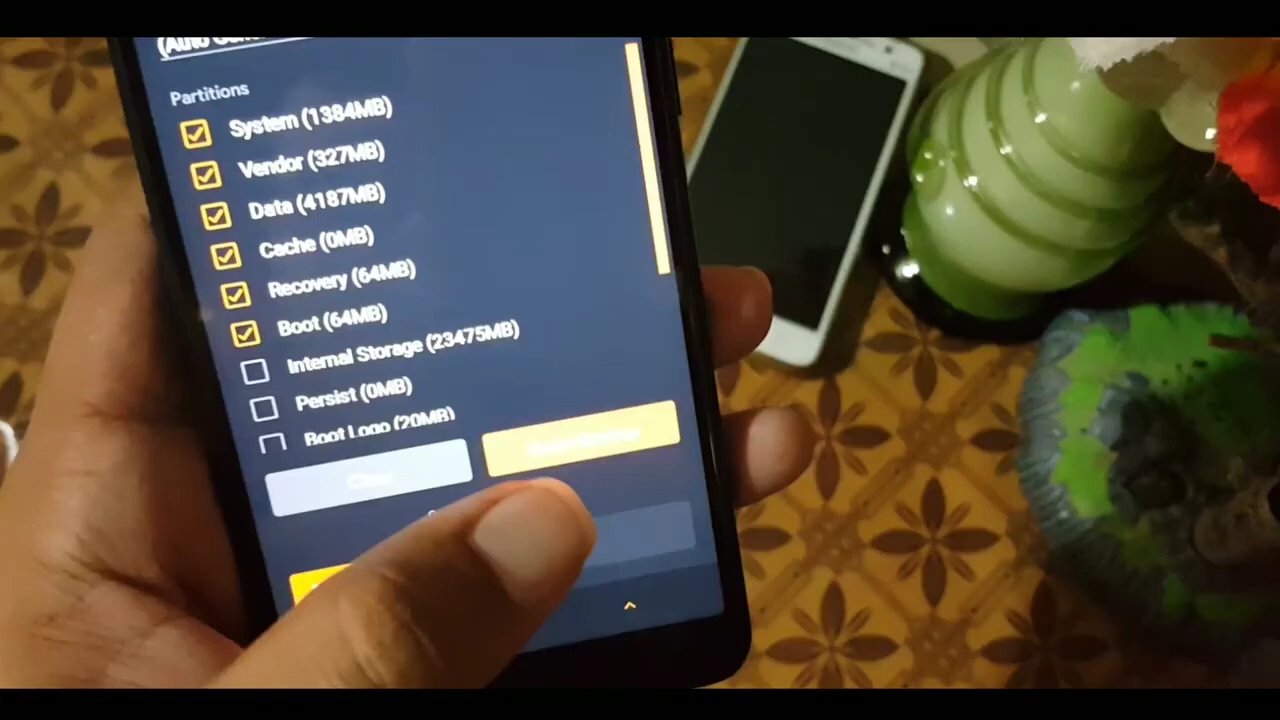 (Auto
Partitions
System (1384MB)
Vendor (327MB)
Data (4187MB)
Cache (0MB)
Recovery (64MB)
Boot (64MB)
Internal Storage (23475MB)
Persist (0MB)
Boot Logo (20MB)
Clear